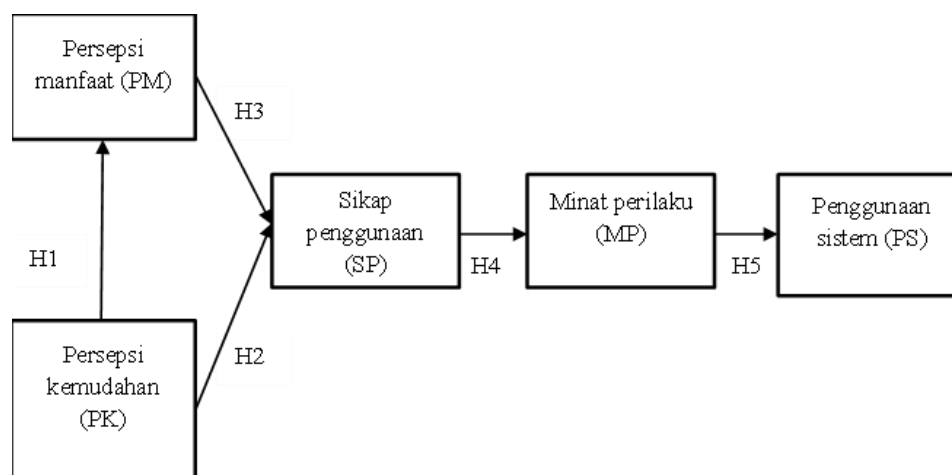 Persepsi
manfaat (PM)
H3
Sikap
penggunaan
(SP)
Minat perilaku
(MP)
Penggunaan
sistem (PS)
H1
H4
H5
H2
Persepsi
kemudahan
(PK)